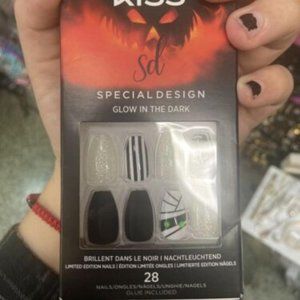 KISS
sd
SPECIAL DESIGN
GLOW IN THE DARK
BRILLENT DANS LE NOIR I NACHTLEUCHTEND
LIMITED EDITION NAILS | ÉDITION LIMITÉE ONGLES | LIMITIERTE EDITION NÄGELS
28
NAILS/ONGLES/NÄGELS/UNGHIE/NAGELS
GLUE INCLUDED